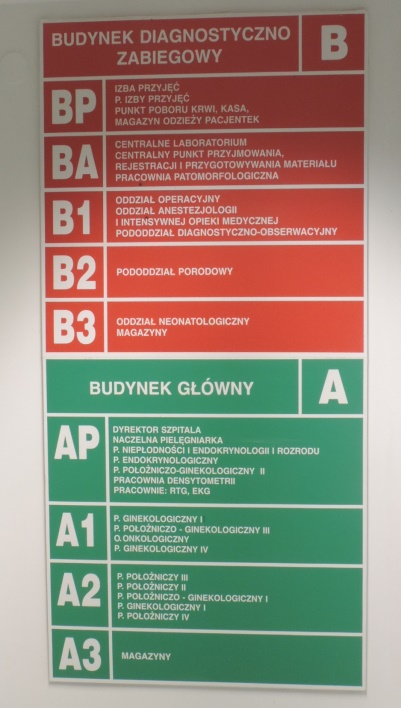 BUDYNEK DIAGNOSTYCZNO
ZABIEGOWY
B
BP
IZBA PRZYJĘĆ
P. IZBY PRZYJĘĆ
PUNKT POBORU KRWI, KASA,
MAGAZYN ODZIEŻY PACJENTEK
BA
CENTRALNE LABORATORIUM
CENTRALNY PUNKT PRZYJMOWANIA,
REJESTRACJI I PRZYGOTOWYWANIA MATERIAŁU
PRACOWNIA PATOMORFOLOGICZNA
B1
ODDZIAŁ OPERACYJNY
ODDZIAŁ ANESTEZJOLOGII
I INTENSYWNEJ OPIEKI MEDYCZNEJ
PODODDZIAŁ DIAGNOSTYCZNO-OBSERWACYJNY
B2
PODODDZIAŁ PORODOWY
B3
ODDZIAŁ NEONATOLOGICZNY
MAGAZYNY
BUDYNEK GŁÓWNY
A
AP
DYREKTOR SZPITALA
NACZELNA PIELĘGNIARKA
P. NIEPŁODNOŚCI I ENDOKRYNOLOGII I ROZRODU
P. ENDOKRYNOLOGICZNY
P. POŁOŻNICZO-GINEKOLOGICZNY II
PRACOWNIA DENSYTOMETRII
PRACOWNIE: RTG, EKG
A1
P. GINEKOLOGICZNY I
P. POŁOŻNICZO - GINEKOLOGICZNY III
O.ONKOLOGICZNY
P. GINEKOLOGICZNY IV
A2
P. POŁOŻNICZY III
P. POŁOŻNICZY II
P. POŁOŻNICZO - GINEKOLOGICZNY I
P. GINEKOLOGICZNY I
P. POŁOŻNICZY IV
A3
MAGAZYNY